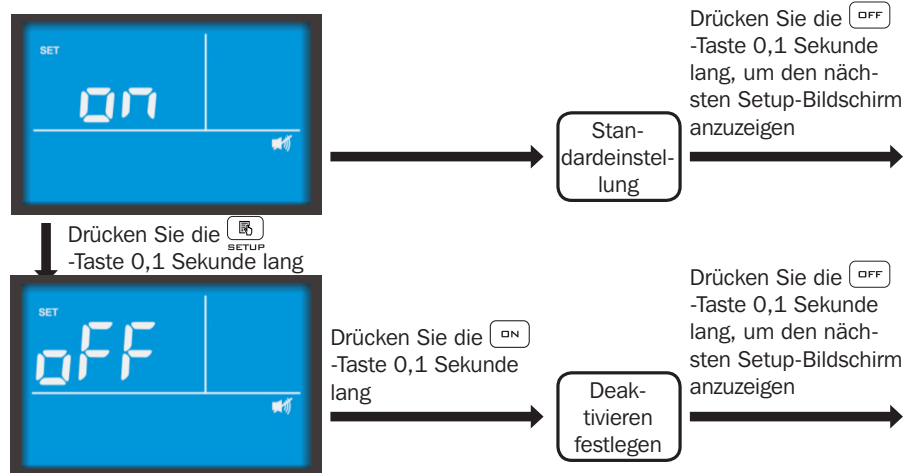 SET
on
Stan-
dardeinstel-
lung
Drücken Sie die OFF
-Taste 0,1 Sekunde
lang, um den näch-
sten Setup-Bildschirm
anzuzeigen
Drücken Sie die SETUP
-Taste 0,1 Sekunde lang
SET
oFF
Drücken Sie die ON
-Taste 0,1 Sekunde
lang
Deak-
tivieren
festlegen
Drücken Sie die OFF
-Taste 0,1 Sekunde
lang, um den näch-
sten Setup-Bildschirm
anzuzeigen